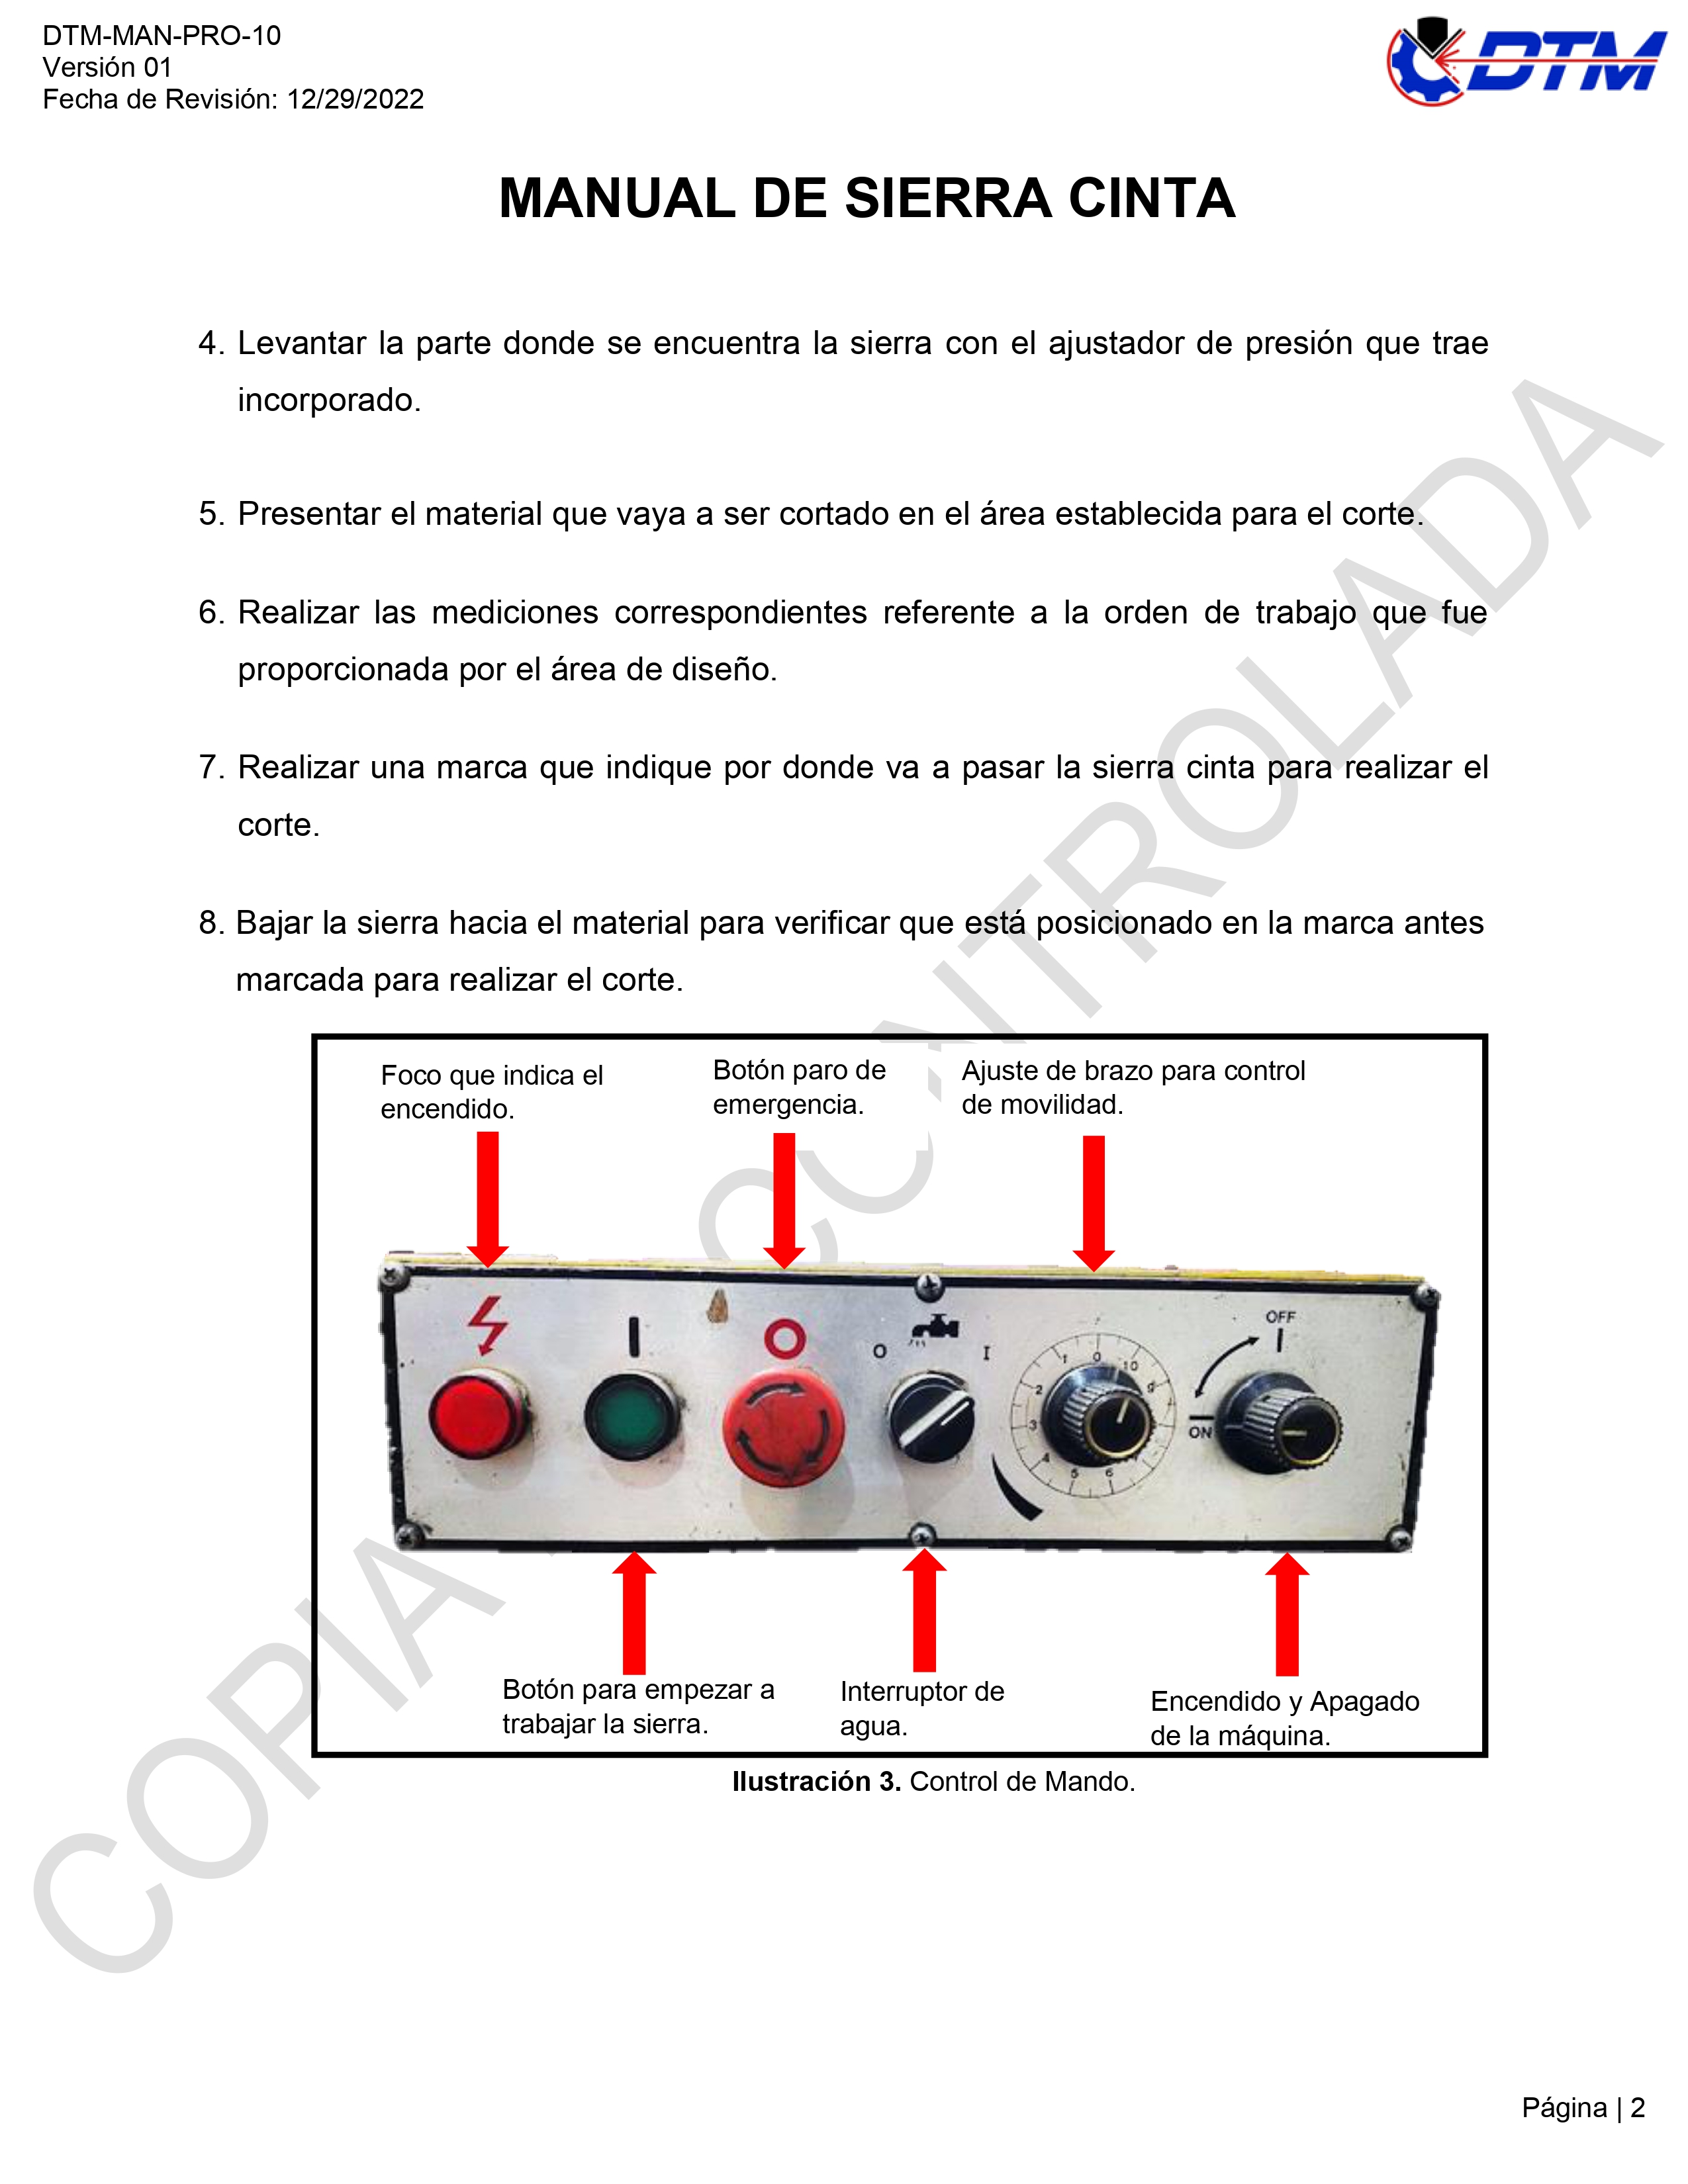 DTM-MAN-PRO-10
Versión 01
Fecha de Revisión: 12/29/2022
DTM
MANUAL DE SIERRA CINTA
4. Levantar la parte donde se encuentra la sierra con el ajustador de presión que trae
incorporado.
5. Presentar el material que vaya a ser cortado en el área establecida para el corte.
6. Realizar las mediciones correspondientes referente a la orden de trabajo que fue
proporcionada por el área de diseño.
7. Realizar una marca que indique por donde va a pasar la sierra cinta para realizar el
corte.
8. Bajar la sierra hacia el material para verificar que está posicionado en la marca antes
marcada para realizar el corte.
Foco que indica el
encendido.
Botón paro de
emergencia.
Ajuste de brazo para control
de movilidad.
O I
1 0 10
2 9
3
4 5 6
OFF
ON
Botón para empezar a
trabajar la sierra.
Interruptor de
agua.
Encendido y Apagado
de la máquina.
Ilustración 3. Control de Mando.
Página | 2